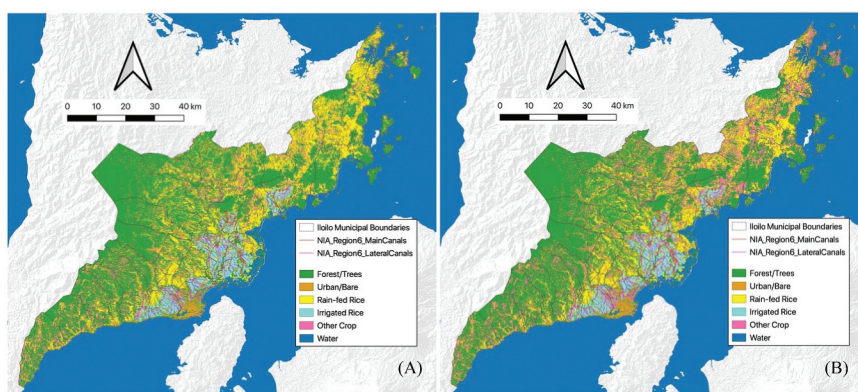 0 10 20 30 40 km
Iloilo Municipal Boundaries
NIA_Region6_MainCanals
NIA_Region6_LateralCanals
Forest/Trees
Urban/Bare
Rain-fed Rice
Irrigated Rice
Other Crop
Water
(A)
0 10 20 30 40 km
Iloilo Municipal Boundaries
NIA_Region6_MainCanals
NIA_Region6_LateralCanals
Forest/Trees
Urban/Bare
Rain-fed Rice
Irrigated Rice
Other Crop
Water
(B)